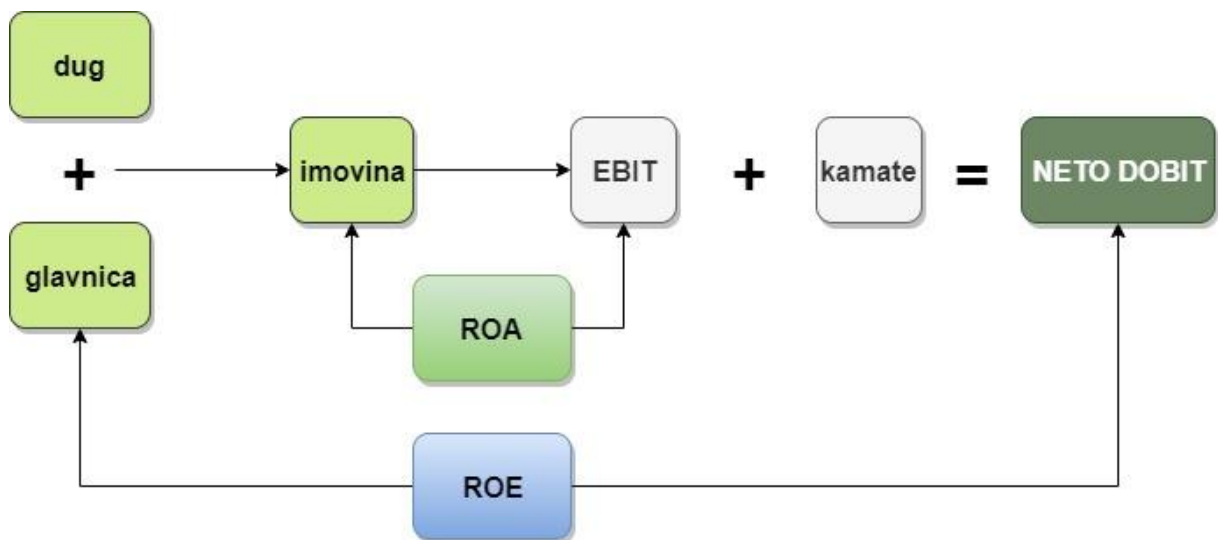 dug
+
imovina
EBIT
+
kamate
=
NETO DOBIT
glavnica
ROA
ROE